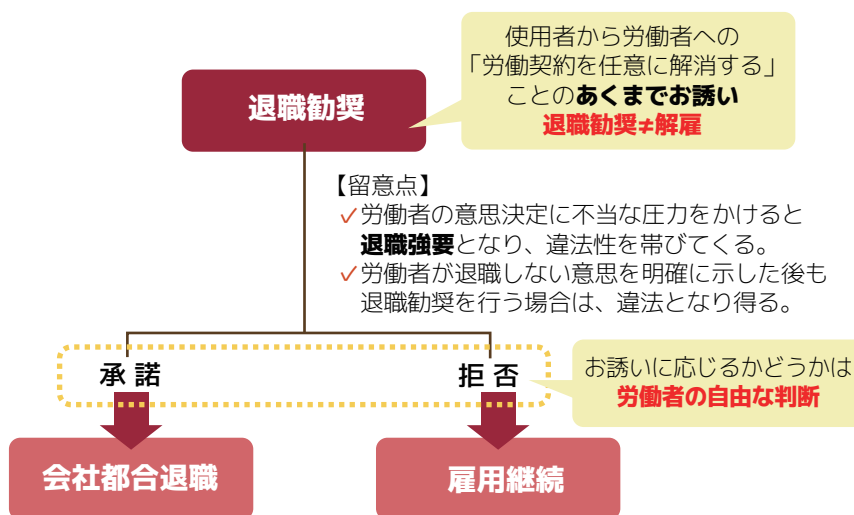 使用者から労働者への
「労働契約を任意に解消する」
ことのあくまでお誘い
退職勧奨≠解雇
退職勧奨
【留意点】
✓労働者の意思決定に不当な圧力をかけると
退職強要となり、違法性を帯びてくる。
✓労働者が退職しない意思を明確に示した後も
退職勧奨を行う場合は、違法となり得る。
承 諾
拒 否
お誘いに応じるかどうかは
労働者の自由な判断
会社都合退職
雇用継続